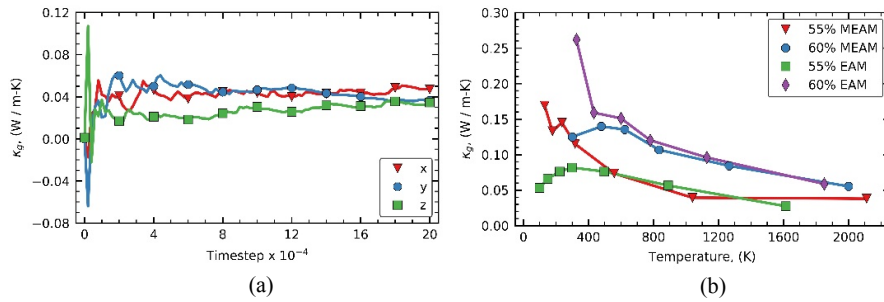 0.12
0.08
0.04
0.00
−0.04
−0.08
κg, (W / m-K)
0 4 8 12 16 20
Timestep x 10⁻⁴
x
y
z
(a)
0.30
0.25
0.20
0.15
0.10
0.05
0.00
κg, (W / m-K)
400 800 1200 1600 2000
Temperature, (K)
55% MEAM
60% MEAM
55% EAM
60% EAM
(b)